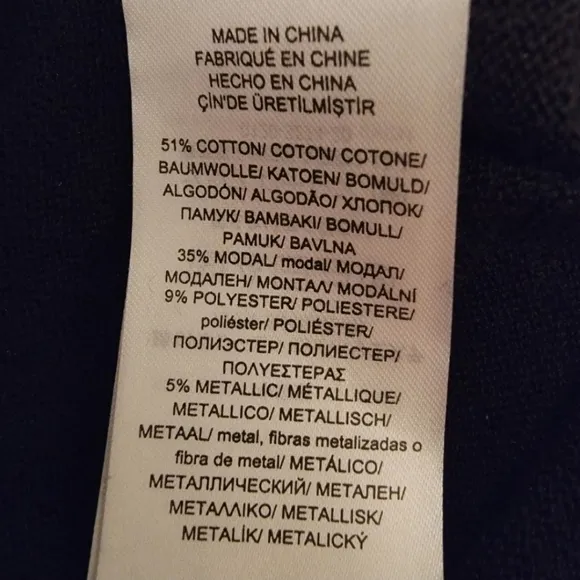 MADE IN CHINA
FABRIQUÉ EN CHINE
HECHO EN CHINA
ÇİN'DE ÜRETİLMİŞTİR
51% COTTON/ COTON/ COTONE/
BAUMWOLLE/ KATOEN/ BOMULD/
ALGODÓN/ ALGODÃO/ ХЛОПОК/
ПАМУК/ BAMBAKI/ BOMULL/
PAMUK/ BAVLNA
35% MODAL/ modal/ МОДАЛ/
МОДАЛЕН/ ΜΟΝΤΑΛ/ MODÁLNÍ
9% POLYESTER/ POLIESTERE/
poliéster/ POLIÉSTER/
ПОЛИЭСТЕР/ ПОЛИЕСТЕР/
ΠΟΛΥΕΣΤΕΡΑΣ
5% METALLIC/ MÉTALLIQUE/
METALLICO/ METALLISCH/
METAAL/ metal, fibras metalizadas o
fibra de metal/ METÁLICO/
МЕТАЛЛИЧЕСКИЙ/ МЕТАЛЕН/
ΜΕΤΑΛΛΙΚΟ/ METALLISK/
METALİK/ METALICKÝ